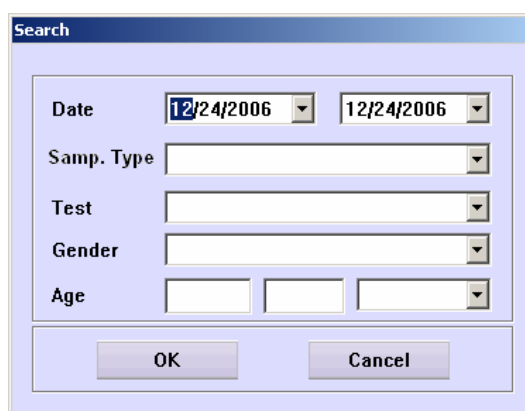 Search
Date 12/24/2006 12/24/2006
Samp. Type
Test
Gender
Age
OK Cancel